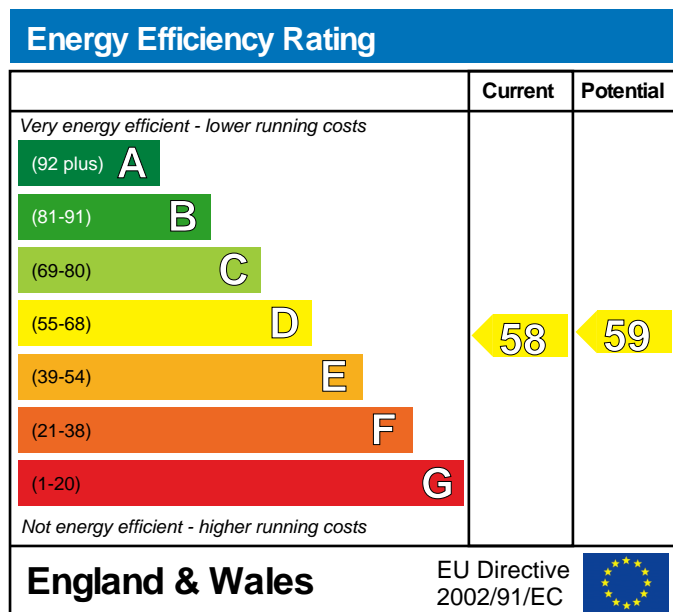 Energy Efficiency Rating
Current Potential
Very energy efficient - lower running costs
(92 plus) A
(81-91) B
(69-80) C
(55-68) D
58 59
(39-54) E
(21-38) F
(1-20) G
Not energy efficient - higher running costs
England & Wales
EU Directive
2002/91/EC